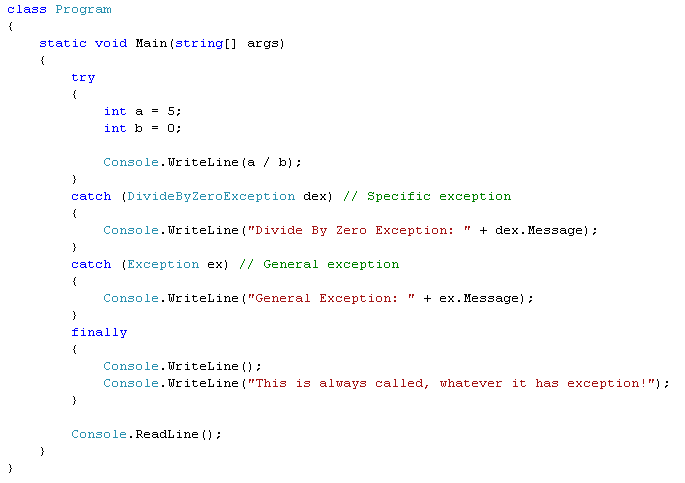 class Program
{
    static void Main(string[] args)
    {
        try
        {
            int a = 5;
            int b = 0;

            Console.WriteLine(a / b);
        }
        catch (DivideByZeroException dex) // Specific exception
        {
            Console.WriteLine("Divide By Zero Exception: " + dex.Message);
        }
        catch (Exception ex) // General exception
        {
            Console.WriteLine("General Exception: " + ex.Message);
        }
        finally
        {
            Console.WriteLine();
            Console.WriteLine("This is always called, whatever it has exception!");
        }

        Console.ReadLine();
    }
}